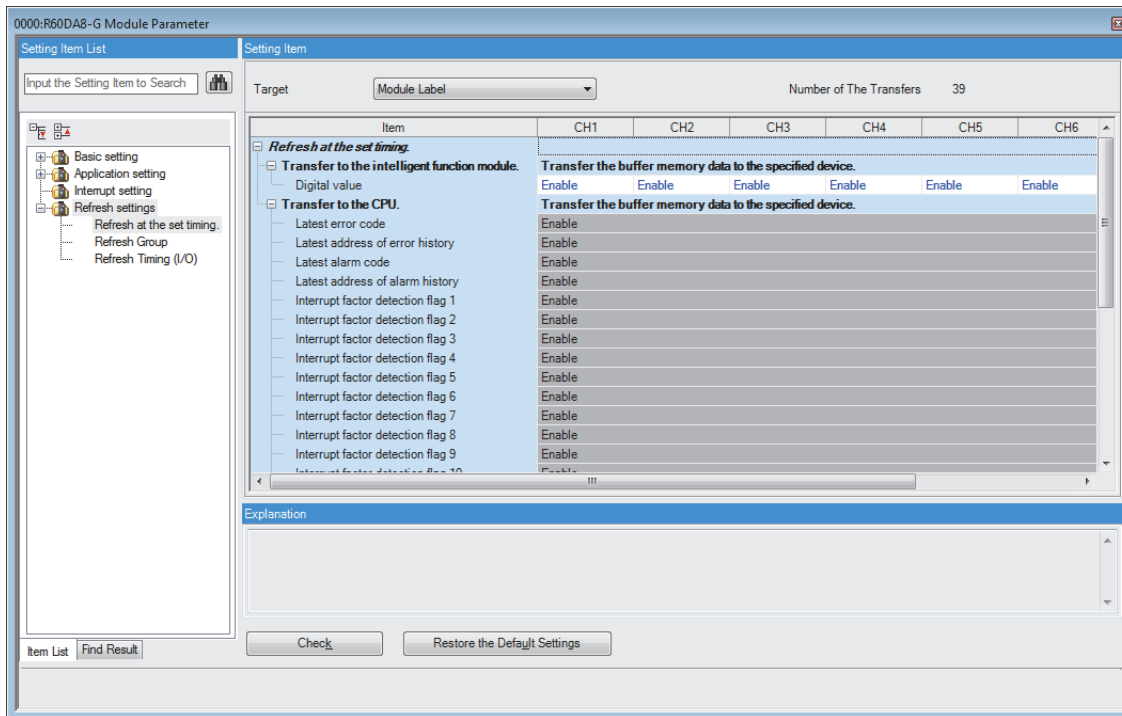 0000:R60DA8-G Module Parameter
Setting Item List
Input the Setting Item to Search
Basic setting
Application setting
Interrupt setting
Refresh settings
Refresh at the set timing.
Refresh Group
Refresh Timing (I/O)
Item List Find Result
Setting Item
Target Module Label Number of The Transfers 39
Item CH1 CH2 CH3 CH4 CH5 CH6
Refresh at the set timing.
Transfer to the intelligent function module. Transfer the buffer memory data to the specified device.
Digital value Enable Enable Enable Enable Enable Enable
Transfer to the CPU. Transfer the buffer memory data to the specified device.
Latest error code Enable
Latest address of error history Enable
Latest alarm code Enable
Latest address of alarm history Enable
Interrupt factor detection flag 1 Enable
Interrupt factor detection flag 2 Enable
Interrupt factor detection flag 3 Enable
Interrupt factor detection flag 4 Enable
Interrupt factor detection flag 5 Enable
Interrupt factor detection flag 6 Enable
Interrupt factor detection flag 7 Enable
Interrupt factor detection flag 8 Enable
Interrupt factor detection flag 9 Enable
Interrupt factor detection flag 10 Enable
Explanation
Check Restore the Default Settings